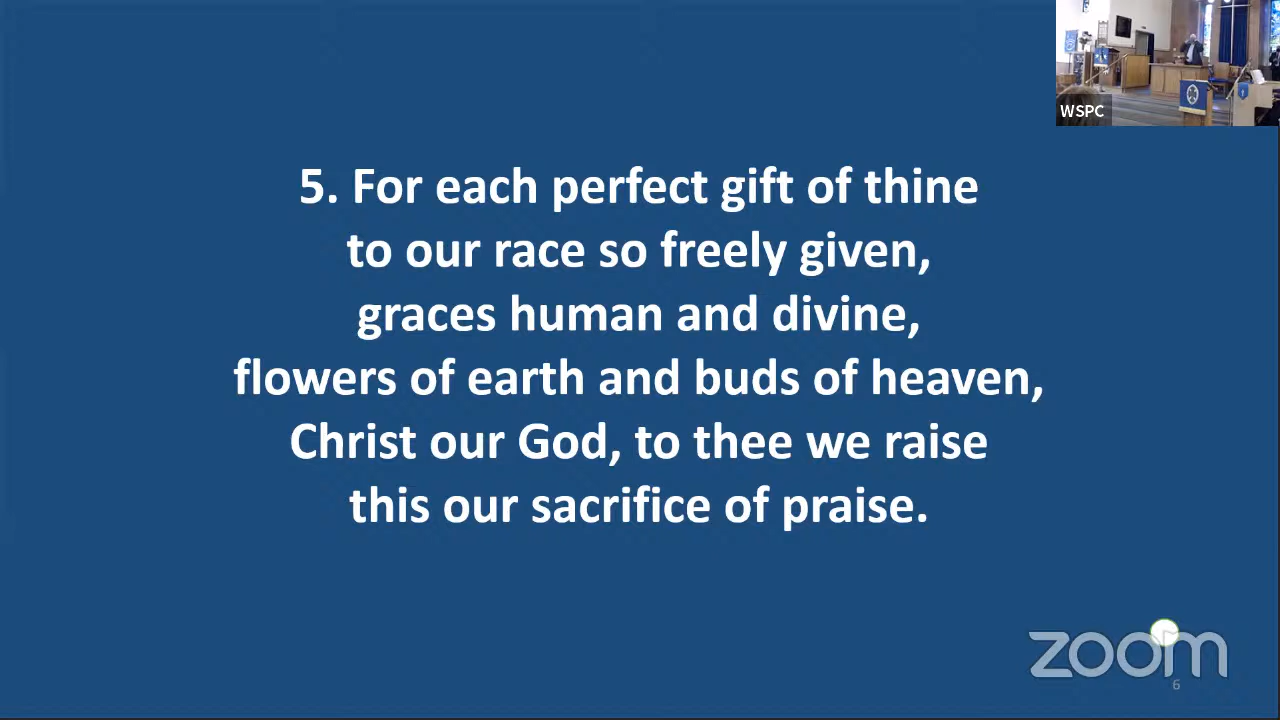 WSPC
5. For each perfect gift of thine
to our race so freely given,
graces human and divine,
flowers of earth and buds of heaven,
Christ our God, to thee we raise
this our sacrifice of praise.
zoom
6